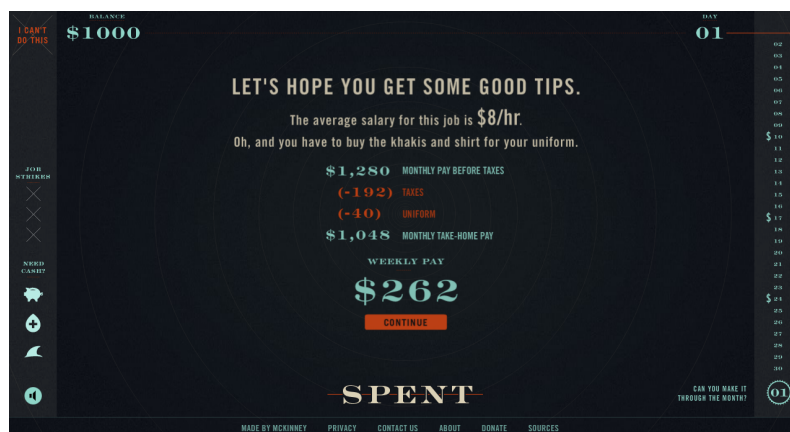 I CAN'T
DO THIS
BALANCE
$1000
DAY
01
LET'S HOPE YOU GET SOME GOOD TIPS.
The average salary for this job is $8/hr.
Oh, and you have to buy the khakis and shirt for your uniform.
$1,280 MONTHLY PAY BEFORE TAXES
(-192) TAXES
(-40) UNIFORM
$1,048 MONTHLY TAKE-HOME PAY
WEEKLY PAY
$262
CONTINUE
JOB
STRIKES
NEED
CASH?
02
03
04
05
06
07
08
09
$ 10
11
12
13
14
15
16
$ 17
18
19
20
21
22
23
$ 24
25
26
27
28
29
30
SPENT
CAN YOU MAKE IT
THROUGH THE MONTH?
01
MADE BY MCKINNEY PRIVACY CONTACT US ABOUT DONATE SOURCES